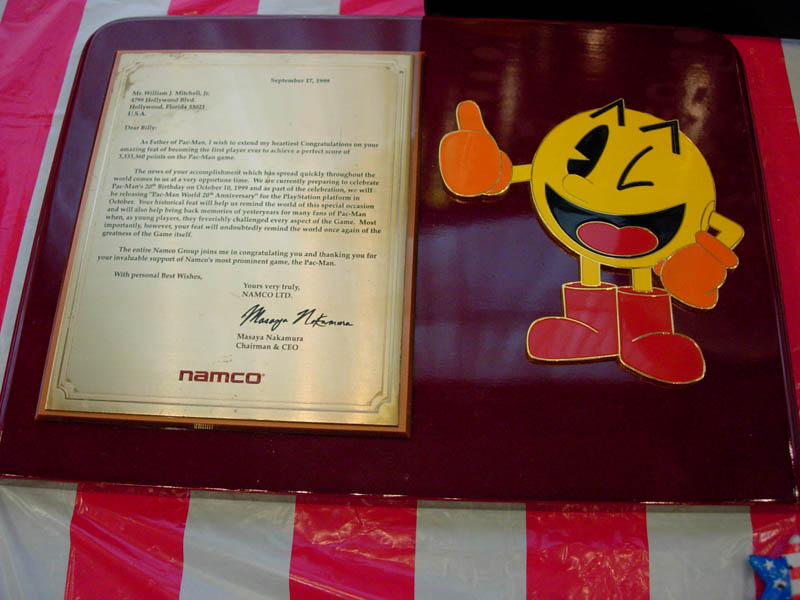 September 17, 1999
Mr. William J. Mitchell, Jr.
4799 Hollywood Blvd.
Hollywood, Florida 33021
U.S.A.
Dear Billy:
As Father of Pac-Man, I wish to extend my heartiest Congratulations on your
amazing feat of becoming the first player ever to achieve a perfect score of
3,333,360 points on the Pac-Man game.
The news of your accomplishment which has spread quickly throughout the
world comes to us at a very opportune time. We are currently preparing to celebrate
Pac-Man's 20th Birthday on October 10, 1999 and as part of the celebration, we will
be releasing "Pac-Man World 20th Anniversary" for the PlayStation platform in
October. Your historical feat will help us remind the world of this special occasion
and will also help bring back memories of yesteryears for many fans of Pac-Man
when, as young players, they feverishly challenged every aspect of the Game. Most
importantly, however, your feat will undoubtedly remind the world once again of the
greatness of the Game itself.
The entire Namco Group joins me in congratulating you and thanking you for
your invaluable support of Namco's most prominent game, the Pac-Man.
With personal Best Wishes,
Yours very truly,
NAMCO LTD.
Masaya Nakamura
Masaya Nakamura
Chairman & CEO
namco